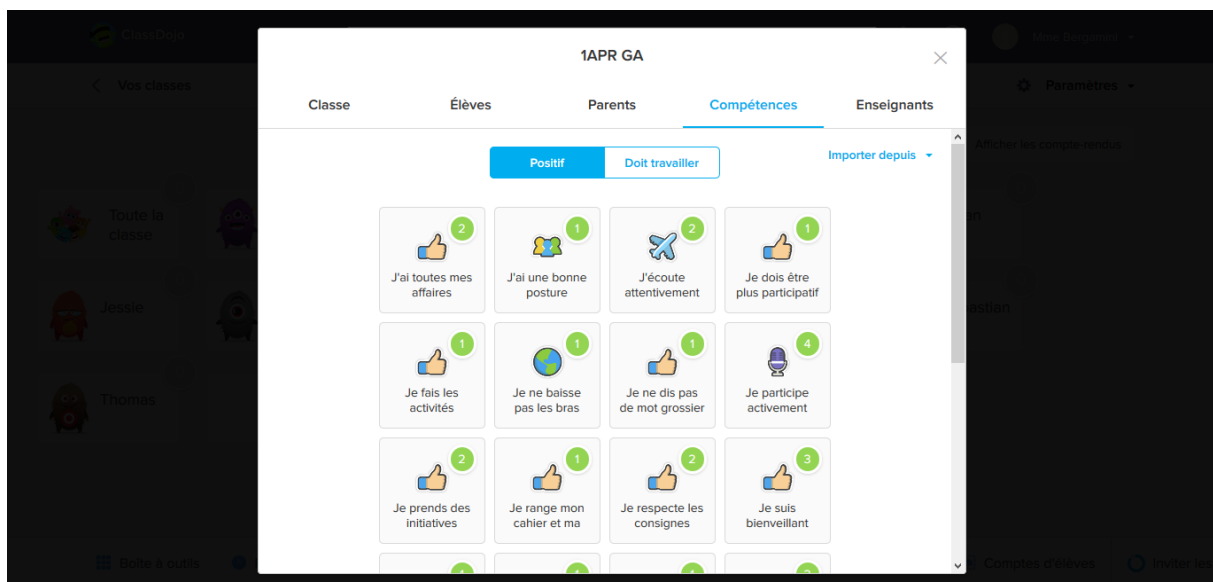 ClassDojo
Mme Bergamier
1APR GA
Vos classes
Paramètres
Classe
Élèves
Parents
Compétences
Enseignants
Afficher les compte-rendus
Positif
Doit travailler
Importer depuis
Toute la
classe
2
1
2
1
J'ai toutes mes
affaires
J'ai une bonne
posture
J'écoute
attentivement
Je dois être
plus participatif
Jessie
1
1
1
4
Je fais les
activités
Je ne baisse
pas les bras
Je ne dis pas
de mot grossier
Je participe
activement
Thomas
2
1
2
3
Je prends des
initiatives
Je range mon
cahier et ma
Je respecte les
consignes
Je suis
bienveillant
Boîte à outils
Comptes d'élèves
Inviter les